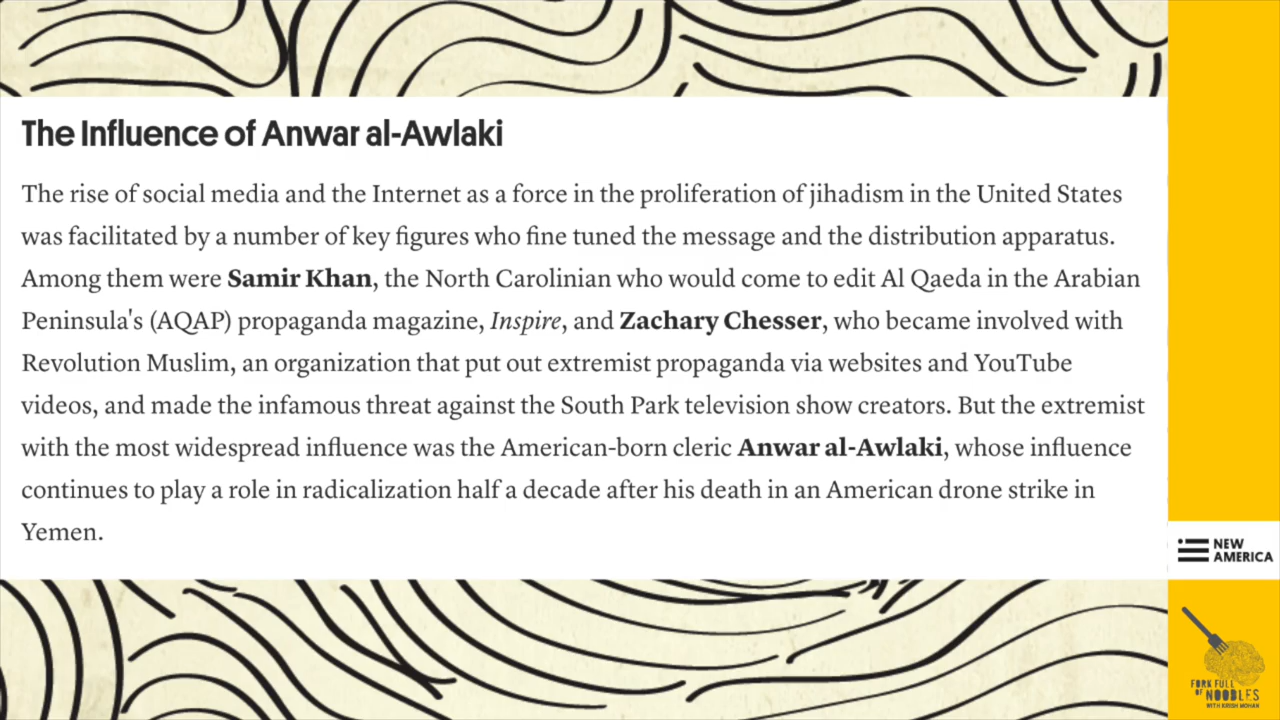 The Influence of Anwar al-Awlaki
The rise of social media and the Internet as a force in the proliferation of jihadism in the United States
was facilitated by a number of key figures who fine tuned the message and the distribution apparatus.
Among them were Samir Khan, the North Carolinian who would come to edit Al Qaeda in the Arabian
Peninsula's (AQAP) propaganda magazine, Inspire, and Zachary Chesser, who became involved with
Revolution Muslim, an organization that put out extremist propaganda via websites and YouTube
videos, and made the infamous threat against the South Park television show creators. But the extremist
with the most widespread influence was the American-born cleric Anwar al-Awlaki, whose influence
continues to play a role in radicalization half a decade after his death in an American drone strike in
Yemen.
NEW
AMERICA
FORK FULL
OF NOODLES
WITH KRISH MOHAN